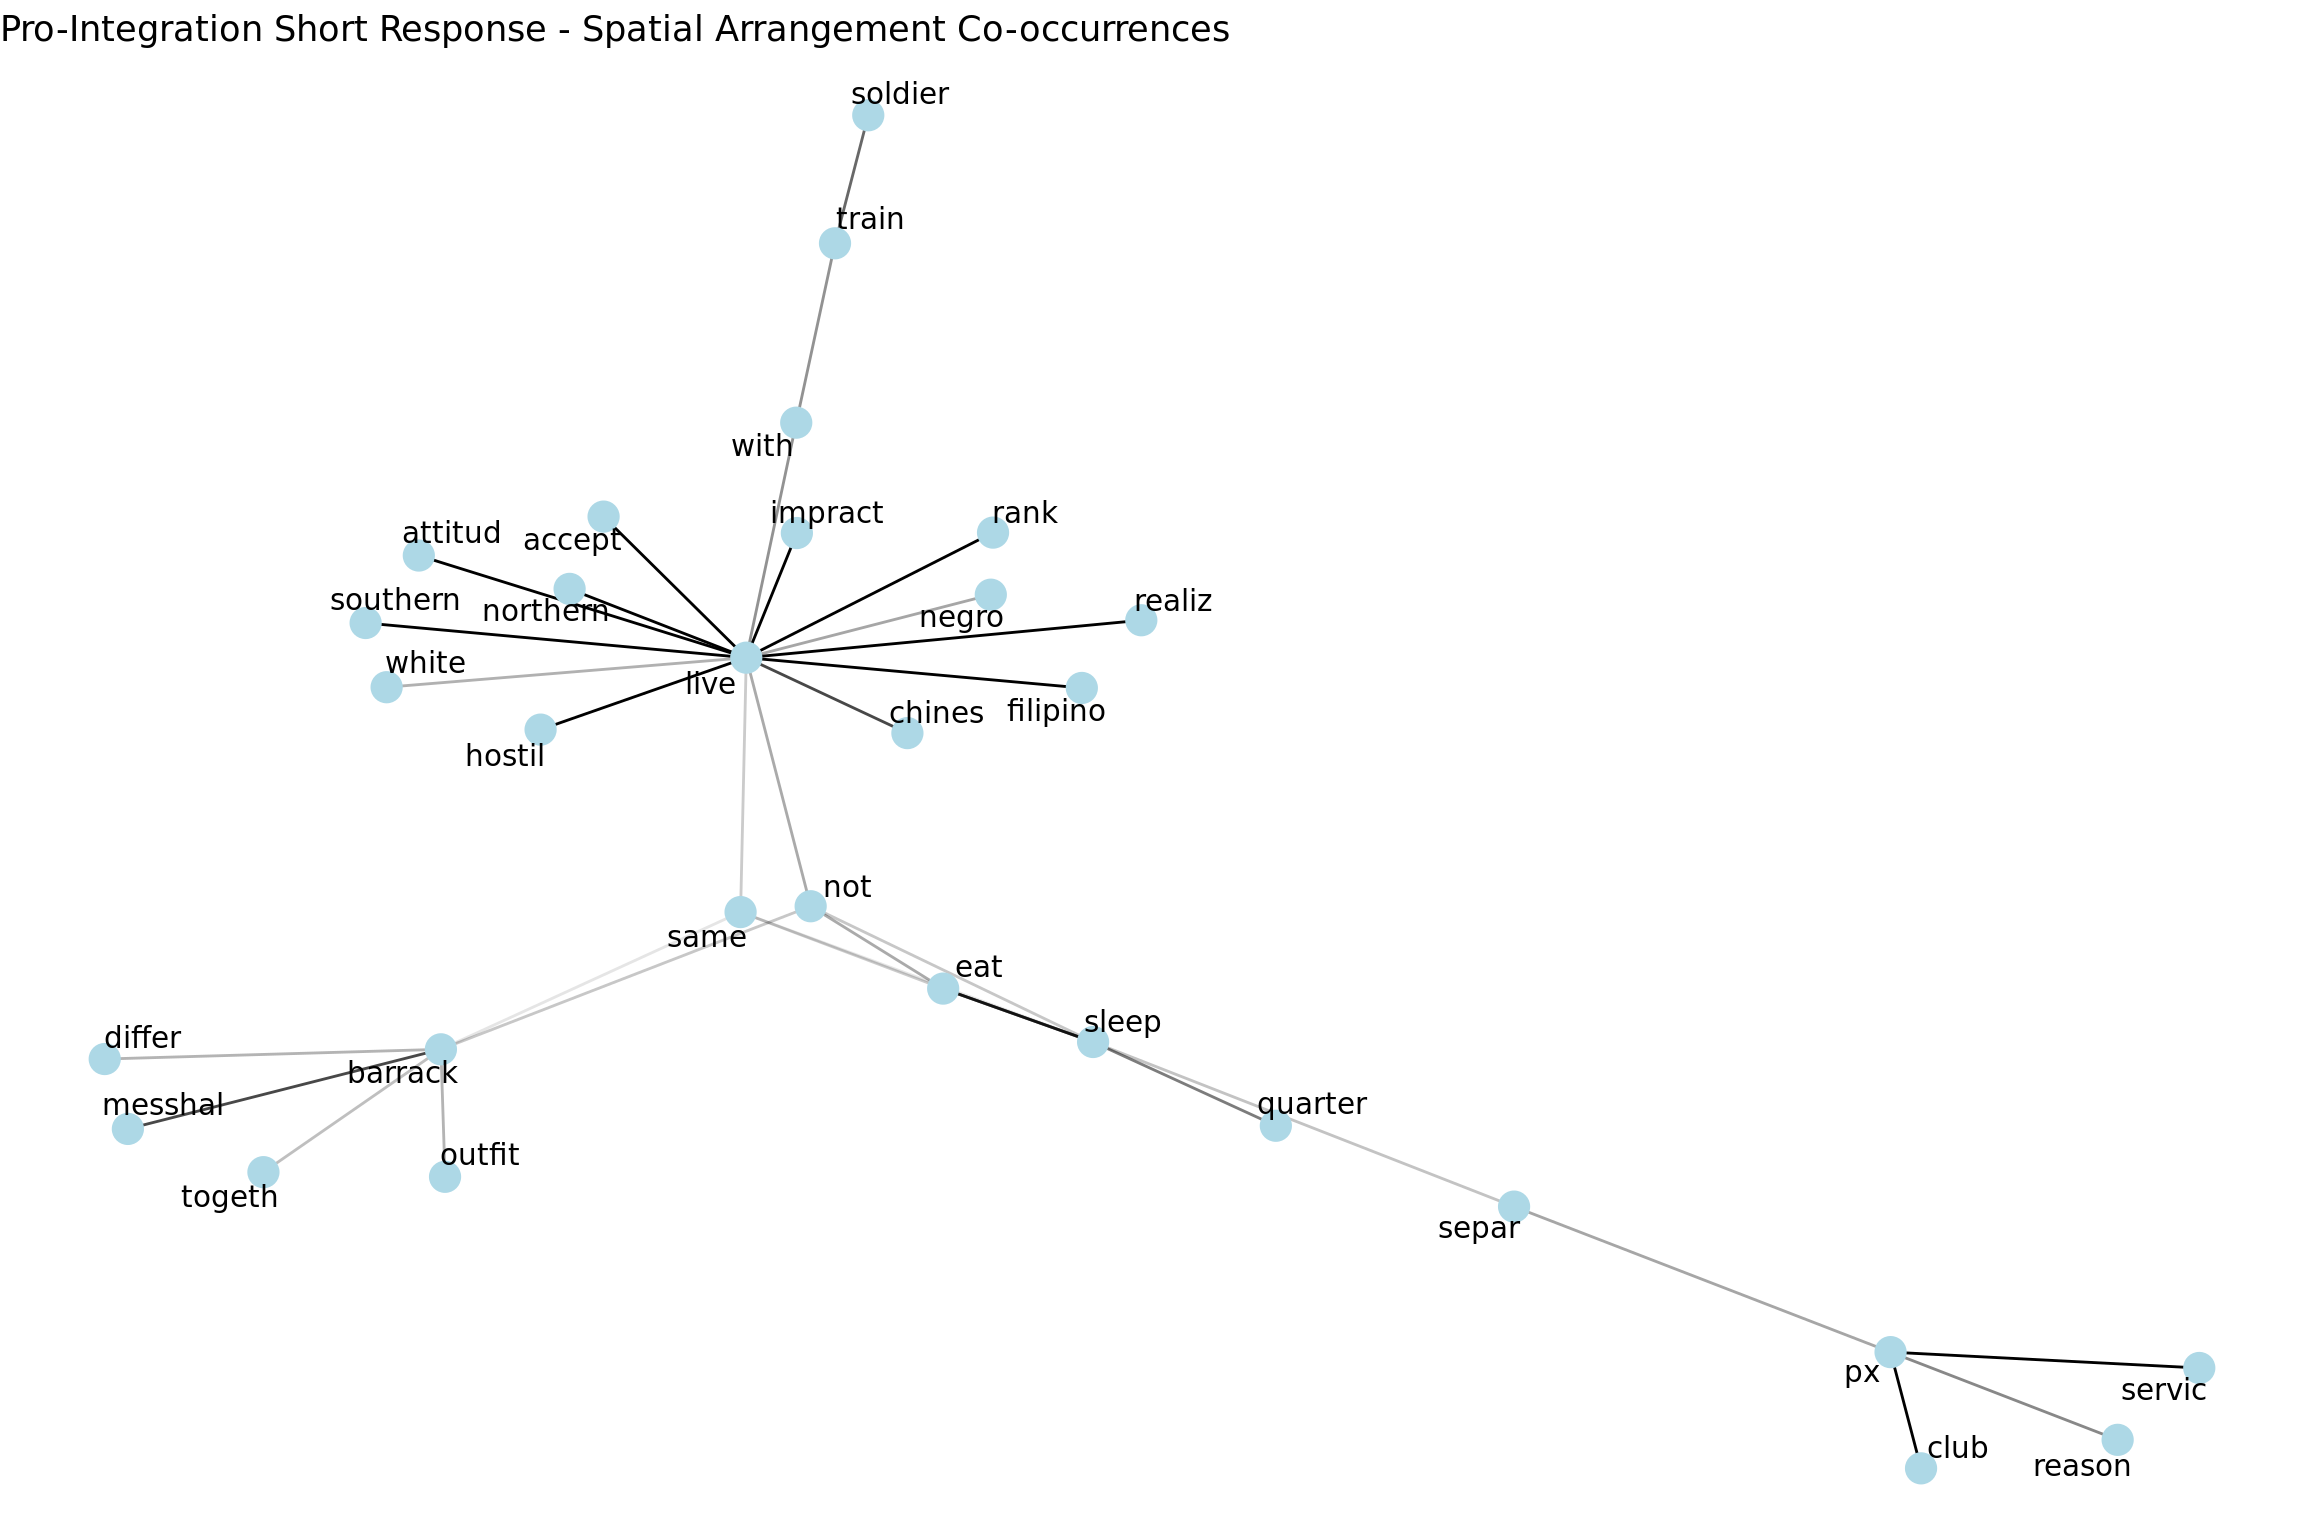 Pro-Integration Short Response - Spatial Arrangement Co-occurrences
soldier
train
with
impract
rank
attitud
accept
southern
northern
negro
realiz
white
live
chines
filipino
hostil
not
same
eat
sleep
differ
barrack
messhal
quarter
outfit
togeth
separ
px
servic
club
reason